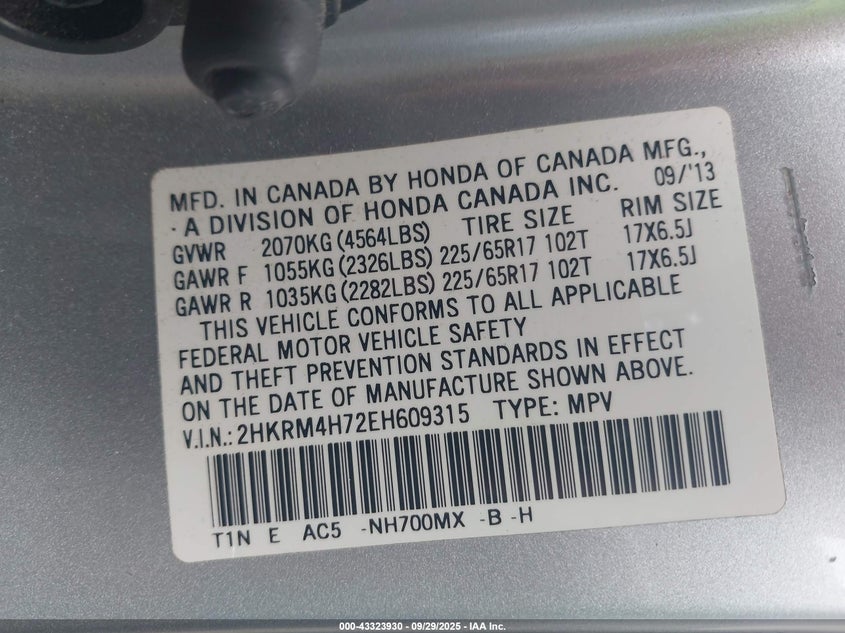 MFD. IN CANADA BY HONDA OF CANADA MFG.,
· A DIVISION OF HONDA CANADA INC. 09/'13
GVWR 2070KG(4564LBS) TIRE SIZE RIM SIZE
GAWR F 1055KG(2326LBS) 225/65R17 102T 17X6.5J
GAWR R 1035KG(2282LBS) 225/65R17 102T 17X6.5J
THIS VEHICLE CONFORMS TO ALL APPLICABLE
FEDERAL MOTOR VEHICLE SAFETY
AND THEFT PREVENTION STANDARDS IN EFFECT
ON THE DATE OF MANUFACTURE SHOWN ABOVE.
V.I.N.: 2HKRM4H72EH609315 TYPE: MPV
T1N E AC5 -NH700MX -B -H
000-43323930 - 09/29/2025 - IAA Inc.